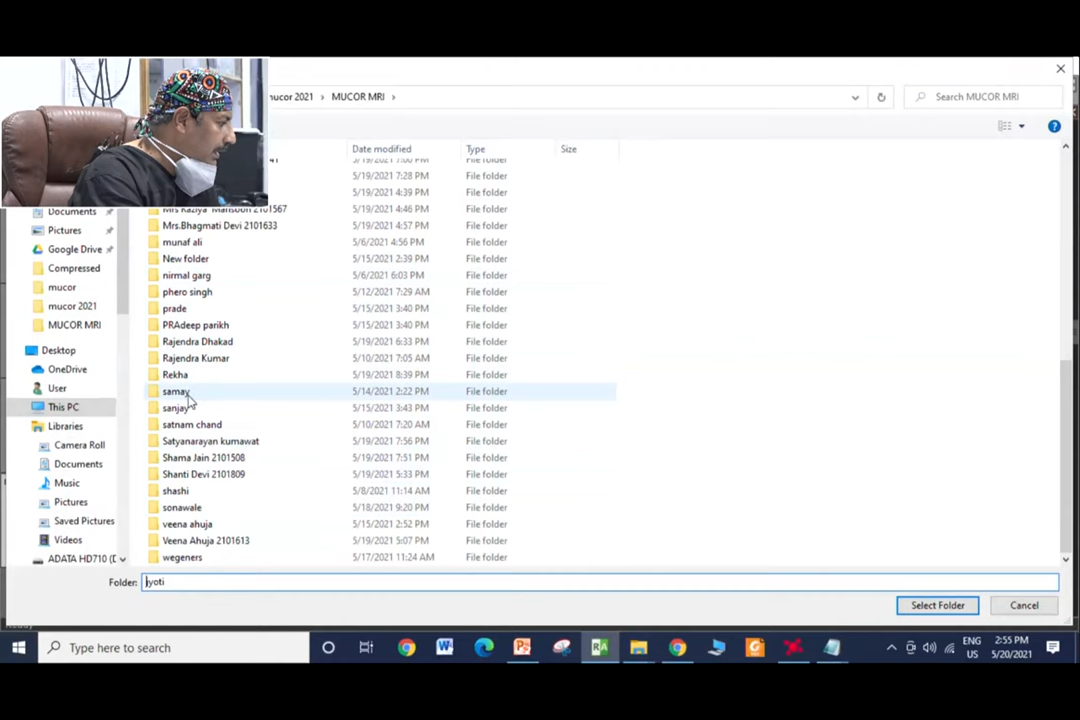 mucor 2021 > MUCOR MRI >
Search MUCOR MRI
Date modified Type Size
5/19/2021 7:28 PM File folder
5/19/2021 4:39 PM File folder
Mrs Raziya Mansouri 2101567 5/19/2021 4:46 PM File folder
Mrs.Bhagmati Devi 2101633 5/19/2021 4:57 PM File folder
munaf ali 5/6/2021 4:56 PM File folder
New folder 5/15/2021 2:39 PM File folder
nirmal garg 5/6/2021 6:03 PM File folder
phero singh 5/12/2021 7:29 AM File folder
prade 5/15/2021 3:40 PM File folder
PRAdeep parikh 5/15/2021 3:40 PM File folder
Rajendra Dhakad 5/19/2021 6:33 PM File folder
Rajendra Kumar 5/10/2021 7:05 AM File folder
Rekha 5/19/2021 8:39 PM File folder
samay 5/14/2021 2:22 PM File folder
sanjay 5/15/2021 3:43 PM File folder
satnam chand 5/10/2021 7:20 AM File folder
Satyanarayan kumawat 5/19/2021 7:56 PM File folder
Shama Jain 2101508 5/19/2021 7:51 PM File folder
Shanti Devi 2101809 5/19/2021 5:33 PM File folder
shashi 5/8/2021 11:14 AM File folder
sonawale 5/18/2021 9:20 PM File folder
veena ahuja 5/15/2021 2:52 PM File folder
Veena Ahuja 2101613 5/19/2021 5:07 PM File folder
wegeners 5/17/2021 11:24 AM File folder
Documents
Pictures
Google Drive
Compressed
mucor
mucor 2021
MUCOR MRI
Desktop
OneDrive
User
This PC
Libraries
Camera Roll
Documents
Music
Pictures
Saved Pictures
Videos
ADATA HD710 (D
Folder: jyoti
Select Folder Cancel
Type here to search
ENG
US
2:55 PM
5/20/2021